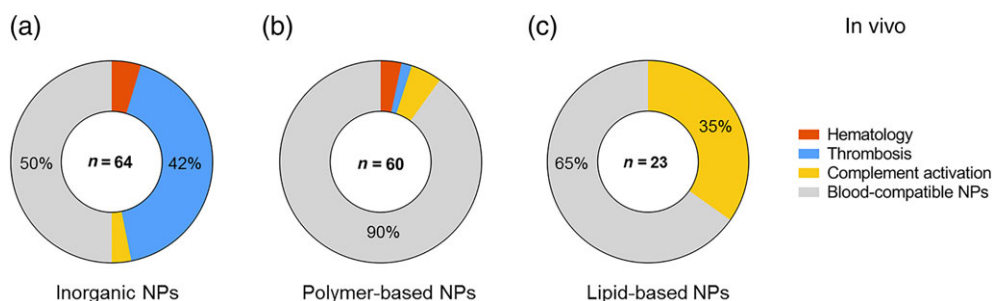 (a)
(b)
(c)
In vivo
50%
n = 64
42%
n = 60
90%
65%
n = 23
35%
Hematology
Thrombosis
Complement activation
Blood-compatible NPs
Inorganic NPs
Polymer-based NPs
Lipid-based NPs